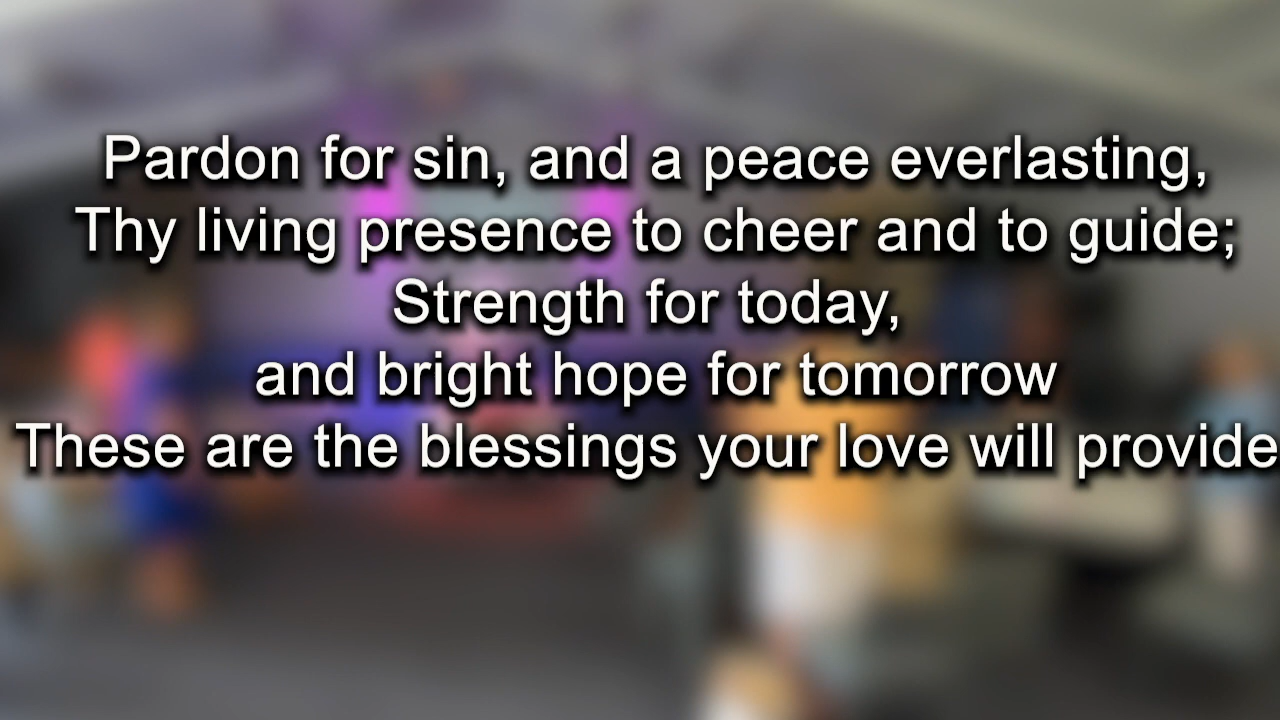 Pardon for sin, and a peace everlasting,
Thy living presence to cheer and to guide;
Strength for today,
and bright hope for tomorrow
These are the blessings your love will provide